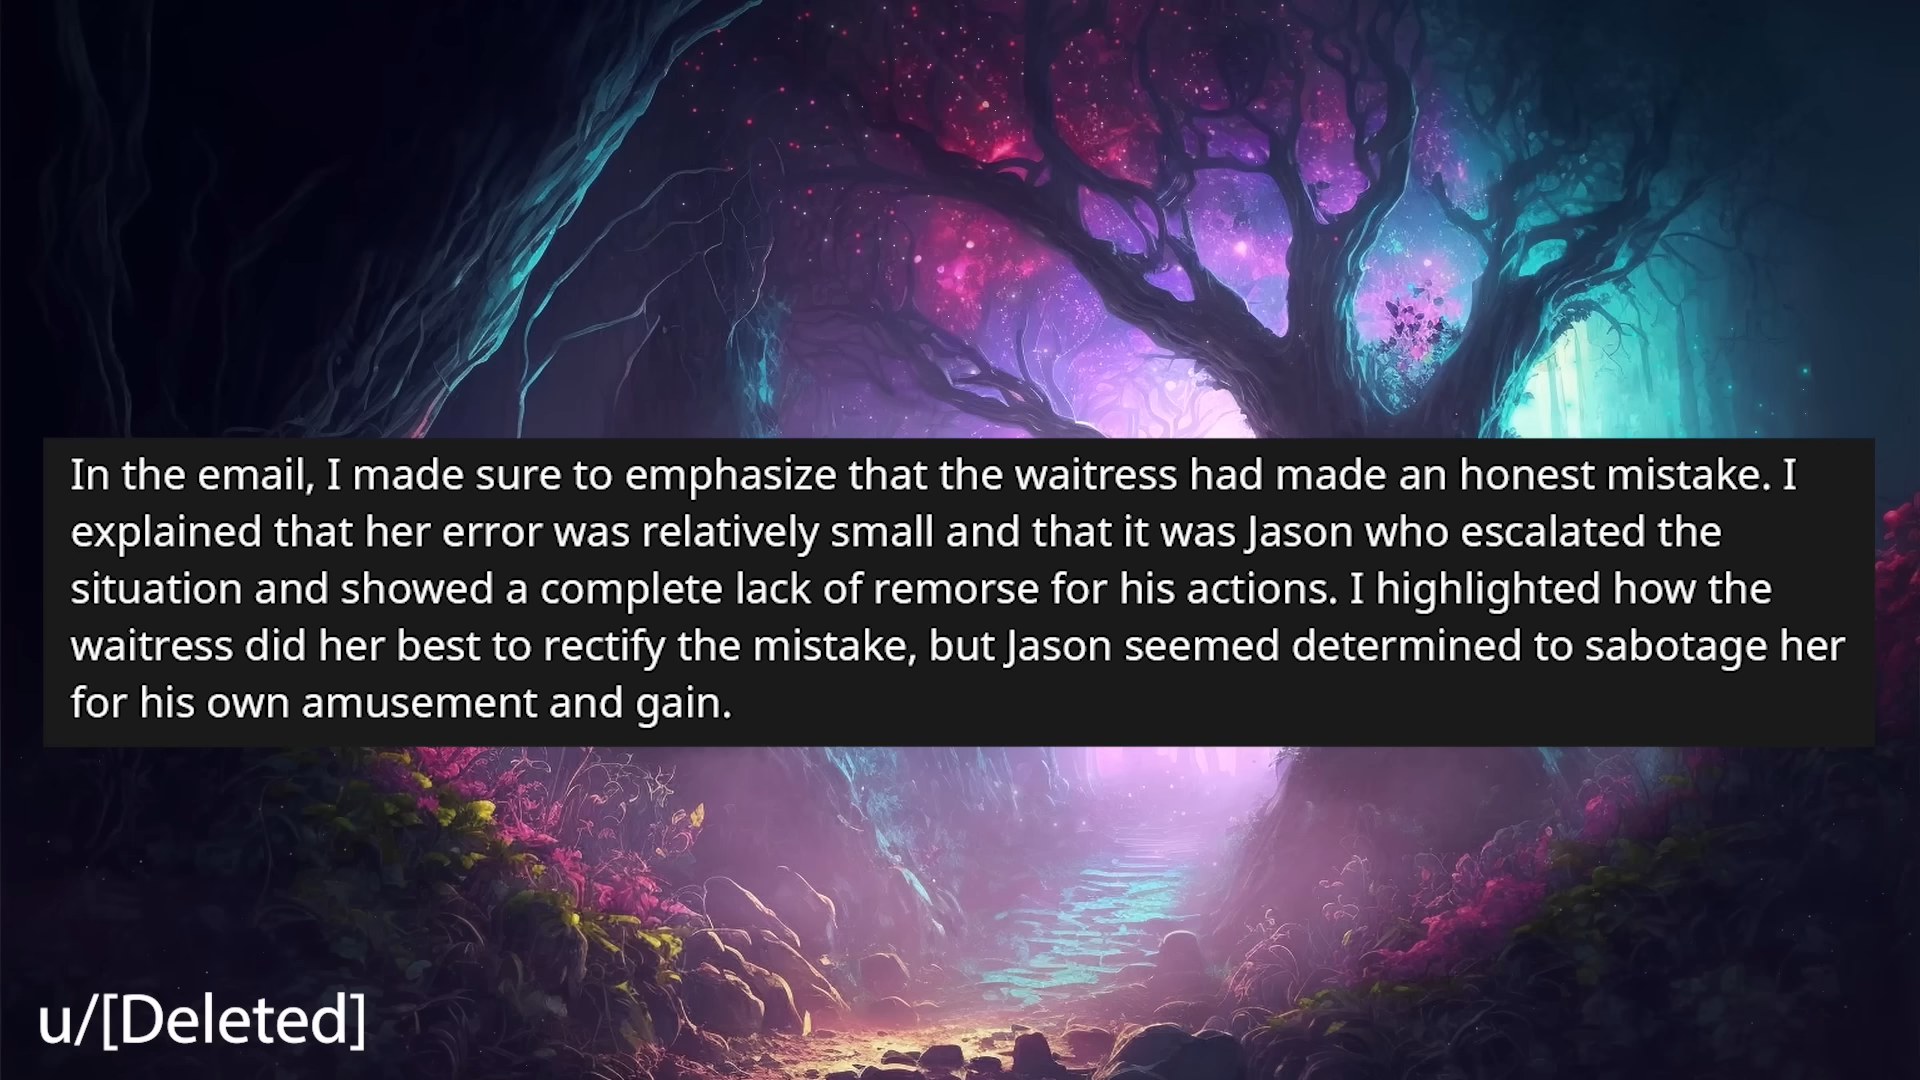 In the email, I made sure to emphasize that the waitress had made an honest mistake. I
explained that her error was relatively small and that it was Jason who escalated the
situation and showed a complete lack of remorse for his actions. I highlighted how the
waitress did her best to rectify the mistake, but Jason seemed determined to sabotage her
for his own amusement and gain.
u/[Deleted]